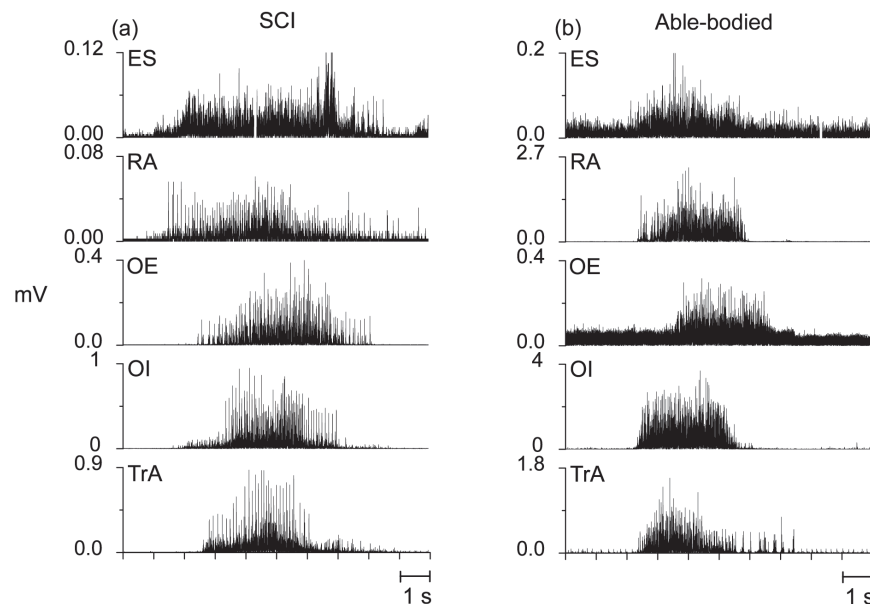 (a) SCI
0.12 ES
0.00
0.08 RA
0.00
0.4 OE
mV
0.0
1 OI
0
0.9 TrA
0.0
1 s
(b) Able-bodied
0.2 ES
0.0
2.7 RA
0.0
0.6 OE
0.0
4 OI
0
1.8 TrA
0.0
1 s